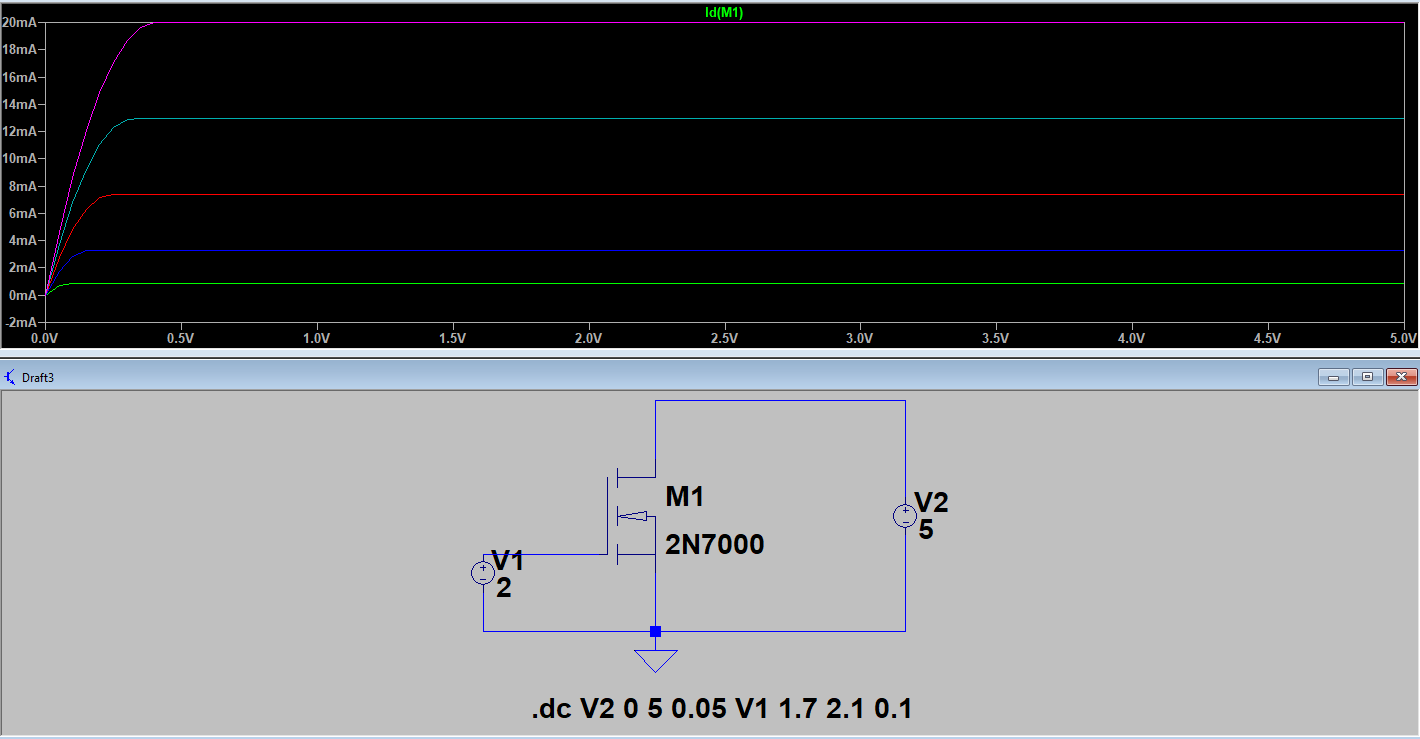 Id(M1)
20mA
18mA
16mA
14mA
12mA
10mA
8mA
6mA
4mA
2mA
0mA
-2mA
0.0V 0.5V 1.0V 1.5V 2.0V 2.5V 3.0V 3.5V 4.0V 4.5V 5.0V
Draft3
M1
2N7000
V2
5
V1
2
.dc V2 0 5 0.05 V1 1.7 2.1 0.1